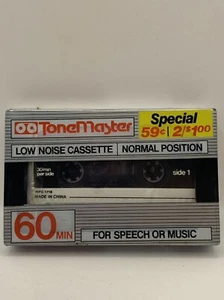 ToneMaster
Special
59¢ 2/$1.00
LOW NOISE CASSETTE NORMAL POSITION
30min
per side
side 1
MADE IN CHINA
60 MIN
FOR SPEECH OR MUSIC